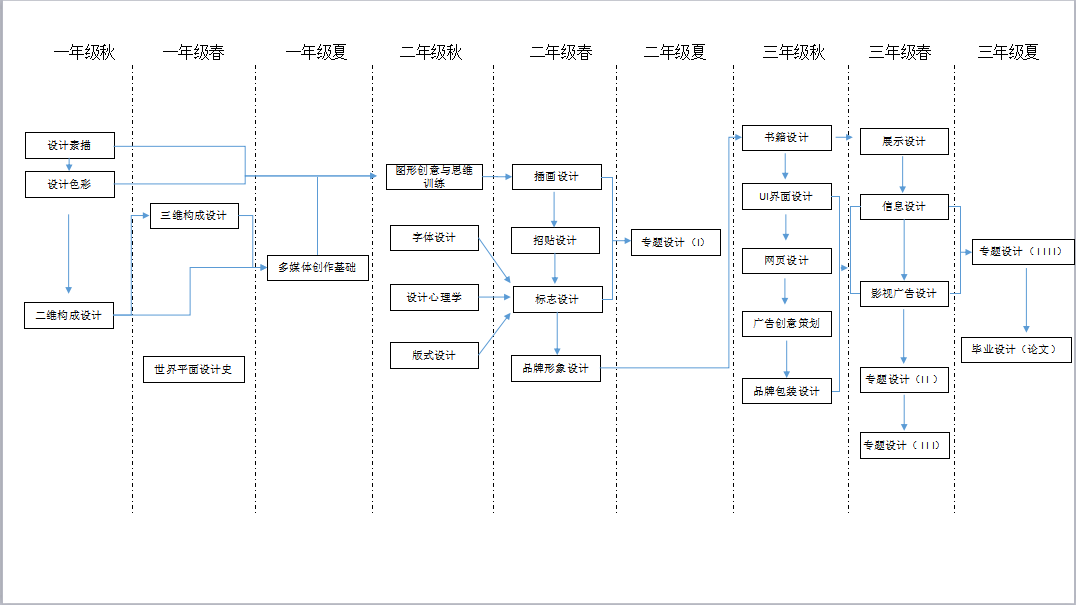 一年级秋
一年级春
一年级夏
二年级秋
二年级春
二年级夏
三年级秋
三年级春
三年级夏
设计素描
设计色彩
二维构成设计
三维构成设计
世界平面设计史
多媒体创作基础
图形创意与思维
训练
字体设计
设计心理学
版式设计
插画设计
招贴设计
标志设计
品牌形象设计
专题设计（I）
书籍设计
UI界面设计
网页设计
广告创意策划
品牌包装设计
展示设计
信息设计
影视广告设计
专题设计（II）
专题设计（III）
专题设计（IIII）
毕业设计（论文）